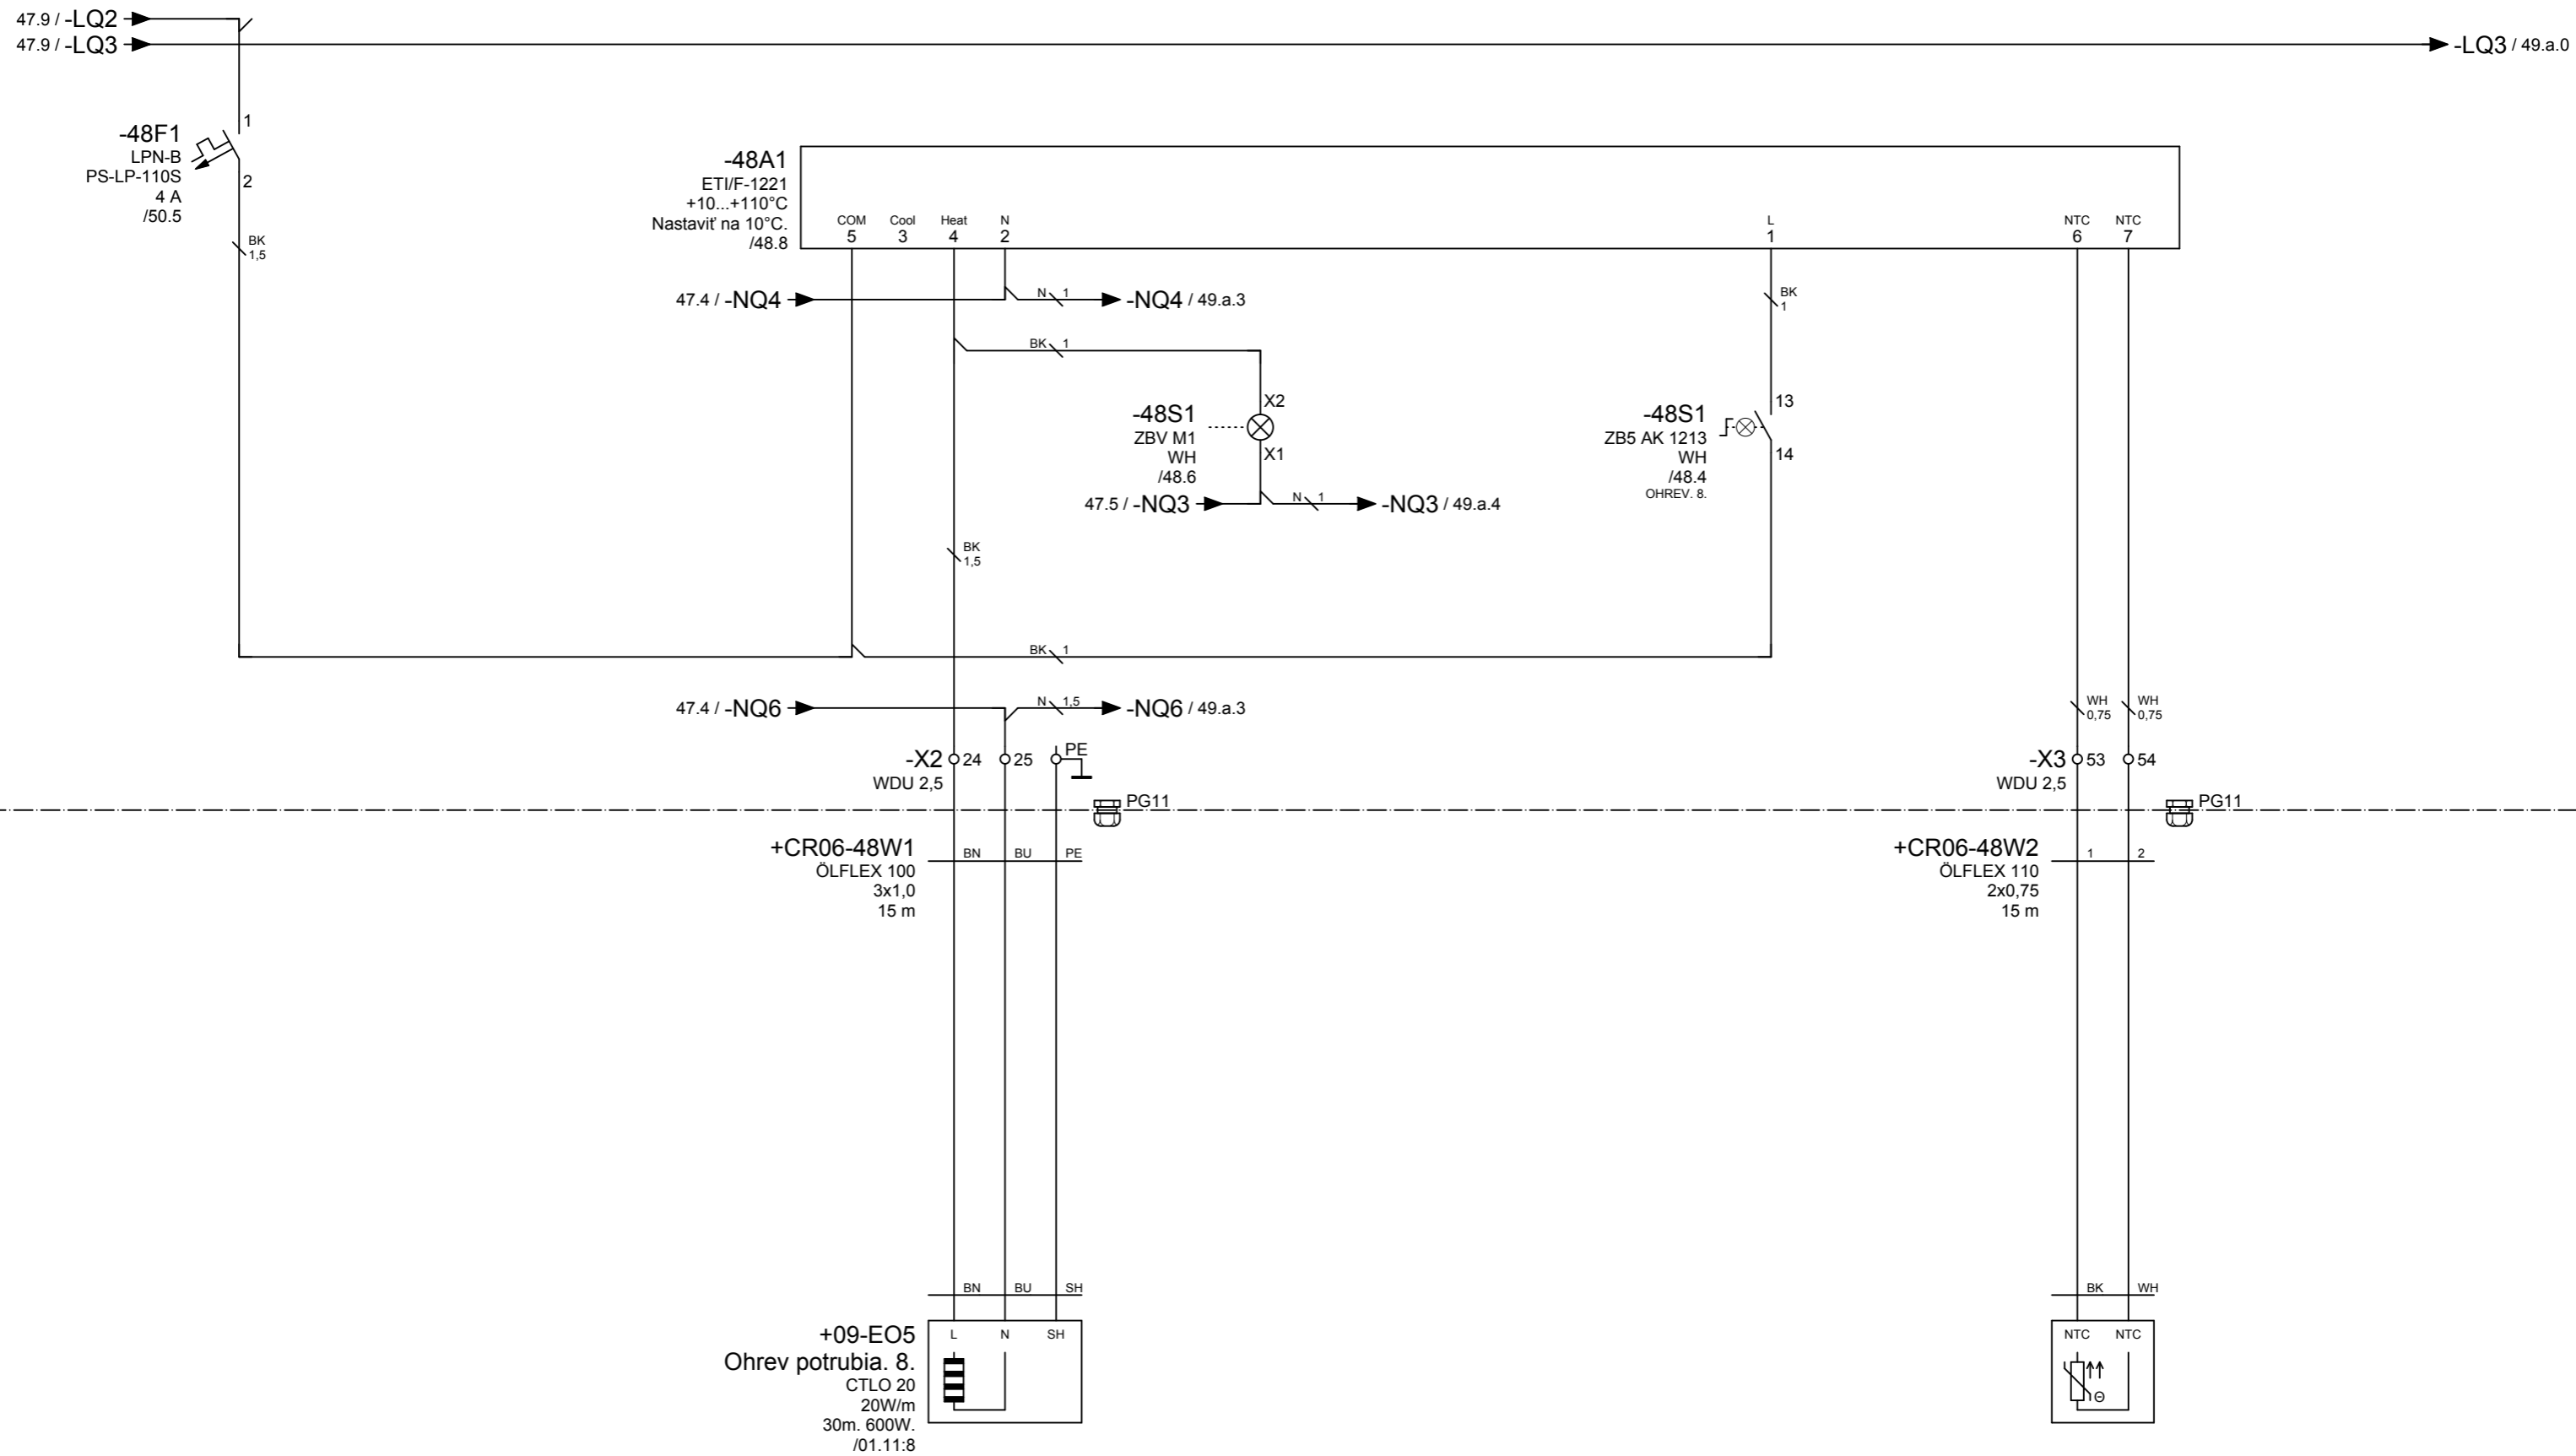 47.9 / -LQ2
47.9 / -LQ3
-LQ3 / 49.a.0
-48F1
LPN-B
PS-LP-110S
4 A
/50.5
1
2
BK
1,5
-48A1
ETI/F-1221
+10...+110°C
Nastaviť na 10°C.
/48.8
COM
5
Cool
3
Heat
4
N
2
L
1
NTC
6
NTC
7
47.4 / -NQ4
N 1
-NQ4 / 49.a.3
BK
1
BK 1
-48S1
ZBV M1
WH
/48.6
X2
X1
47.5 / -NQ3
N 1
-NQ3 / 49.a.4
-48S1
ZB5 AK 1213
WH
/48.4
OHREV. 8.
13
14
BK
1,5
BK 1
47.4 / -NQ6
N 1,5
-NQ6 / 49.a.3
WH
0,75
WH
0,75
-X2
WDU 2,5
24
25
PE
-X3
WDU 2,5
53
54
PG11
PG11
+CR06-48W1
ÖLFLEX 100
3x1,0
15 m
BN BU PE
+CR06-48W2
ÖLFLEX 110
2x0,75
15 m
1 2
BN BU SH
BK WH
+09-EO5
Ohrev potrubia. 8.
CTLO 20
20W/m
30m. 600W.
/01.11:8
L N SH
NTC NTC